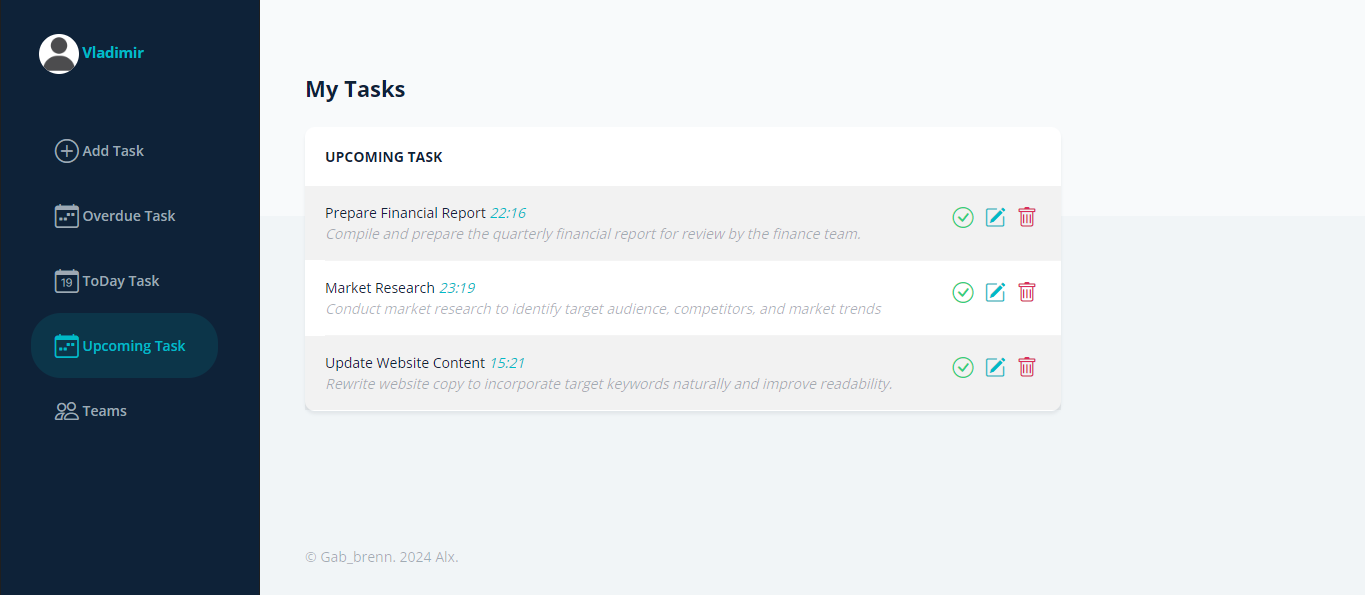 Vladimir
Add Task
Overdue Task
19 ToDay Task
Upcoming Task
Teams
My Tasks
UPCOMING TASK
Prepare Financial Report 22:16
Compile and prepare the quarterly financial report for review by the finance team.
Market Research 23:19
Conduct market research to identify target audience, competitors, and market trends
Update Website Content 15:21
Rewrite website copy to incorporate target keywords naturally and improve readability.
© Gab_brenn. 2024 Alx.